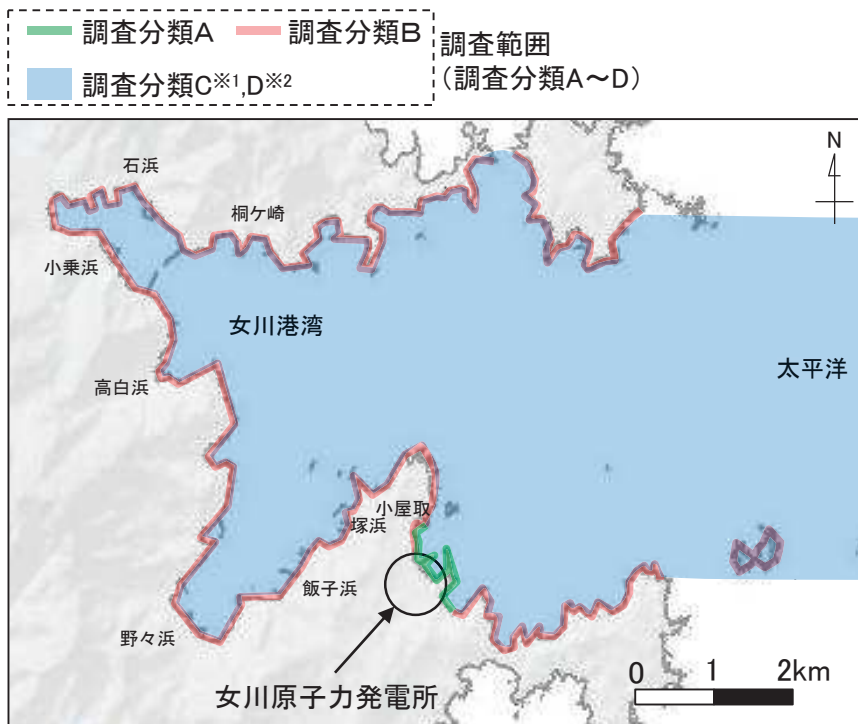 調査分類A 調査分類B
調査分類C※1,D※2
調査範囲
(調査分類A～D)
N
石浜
桐ケ崎
小乗浜
女川港湾
太平洋
高白浜
小屋取
塚浜
飯子浜
野々浜
女川原子力発電所
0 1 2km